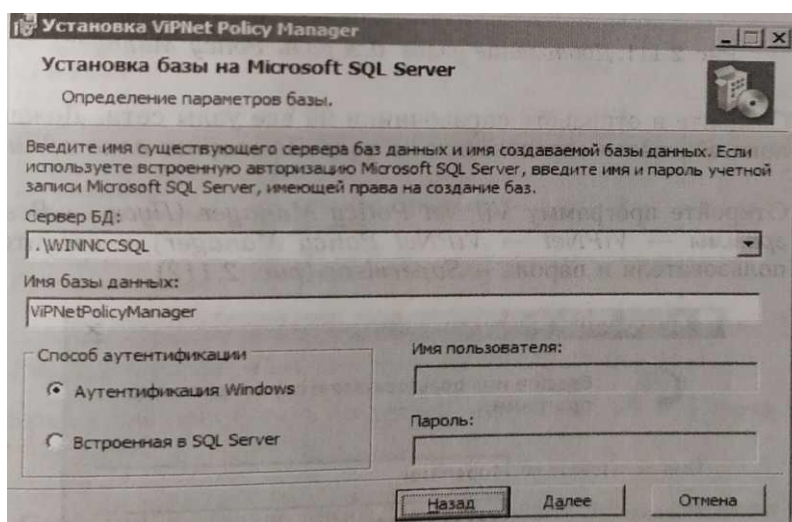 Установка ViPNet Policy Manager
Установка базы на Microsoft SQL Server
Определение параметров базы.
Введите имя существующего сервера баз данных и имя создаваемой базы данных. Если
используете встроенную авторизацию Microsoft SQL Server, введите имя и пароль учетной
записи Microsoft SQL Server, имеющей права на создание баз.
Сервер БД:
.\WINNCCSQL
Имя базы данных:
ViPNetPolicyManager
Способ аутентификации
Аутентификация Windows
Встроенная в SQL Server
Имя пользователя:
Пароль:
Назад
Далее
Отмена